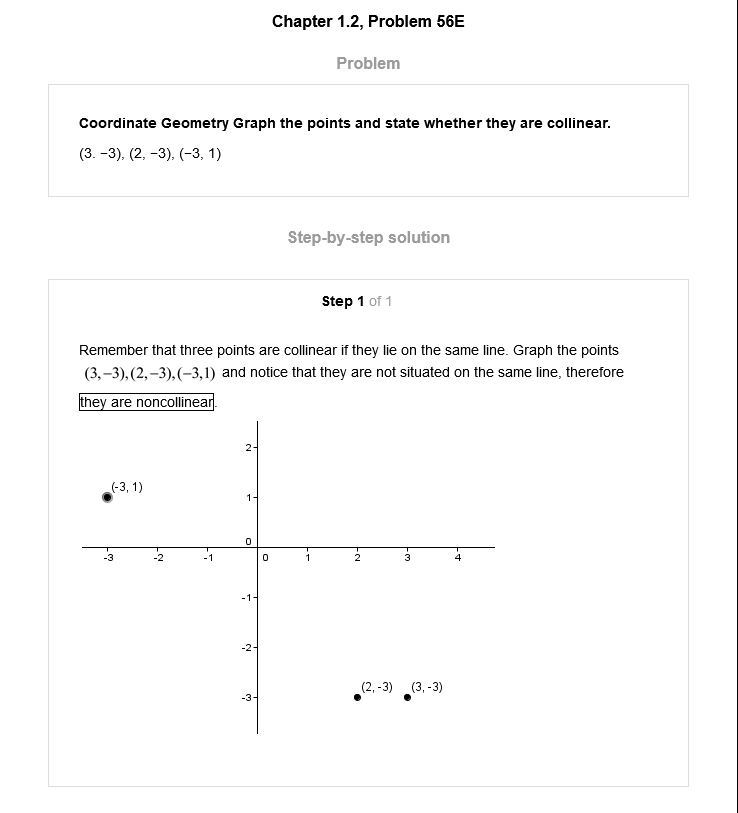 Chapter 1.2, Problem 56E
Problem
Coordinate Geometry Graph the points and state whether they are collinear.
(3. −3), (2, −3), (−3, 1)
Step-by-step solution
Step 1 of 1
Remember that three points are collinear if they lie on the same line. Graph the points
(3,−3),(2,−3),(−3,1) and notice that they are not situated on the same line, therefore
they are noncollinear.
2
(-3, 1)
1
0
-3 -2 -1 0 1 2 3 4
-1
-2
(2, -3) (3, -3)
-3